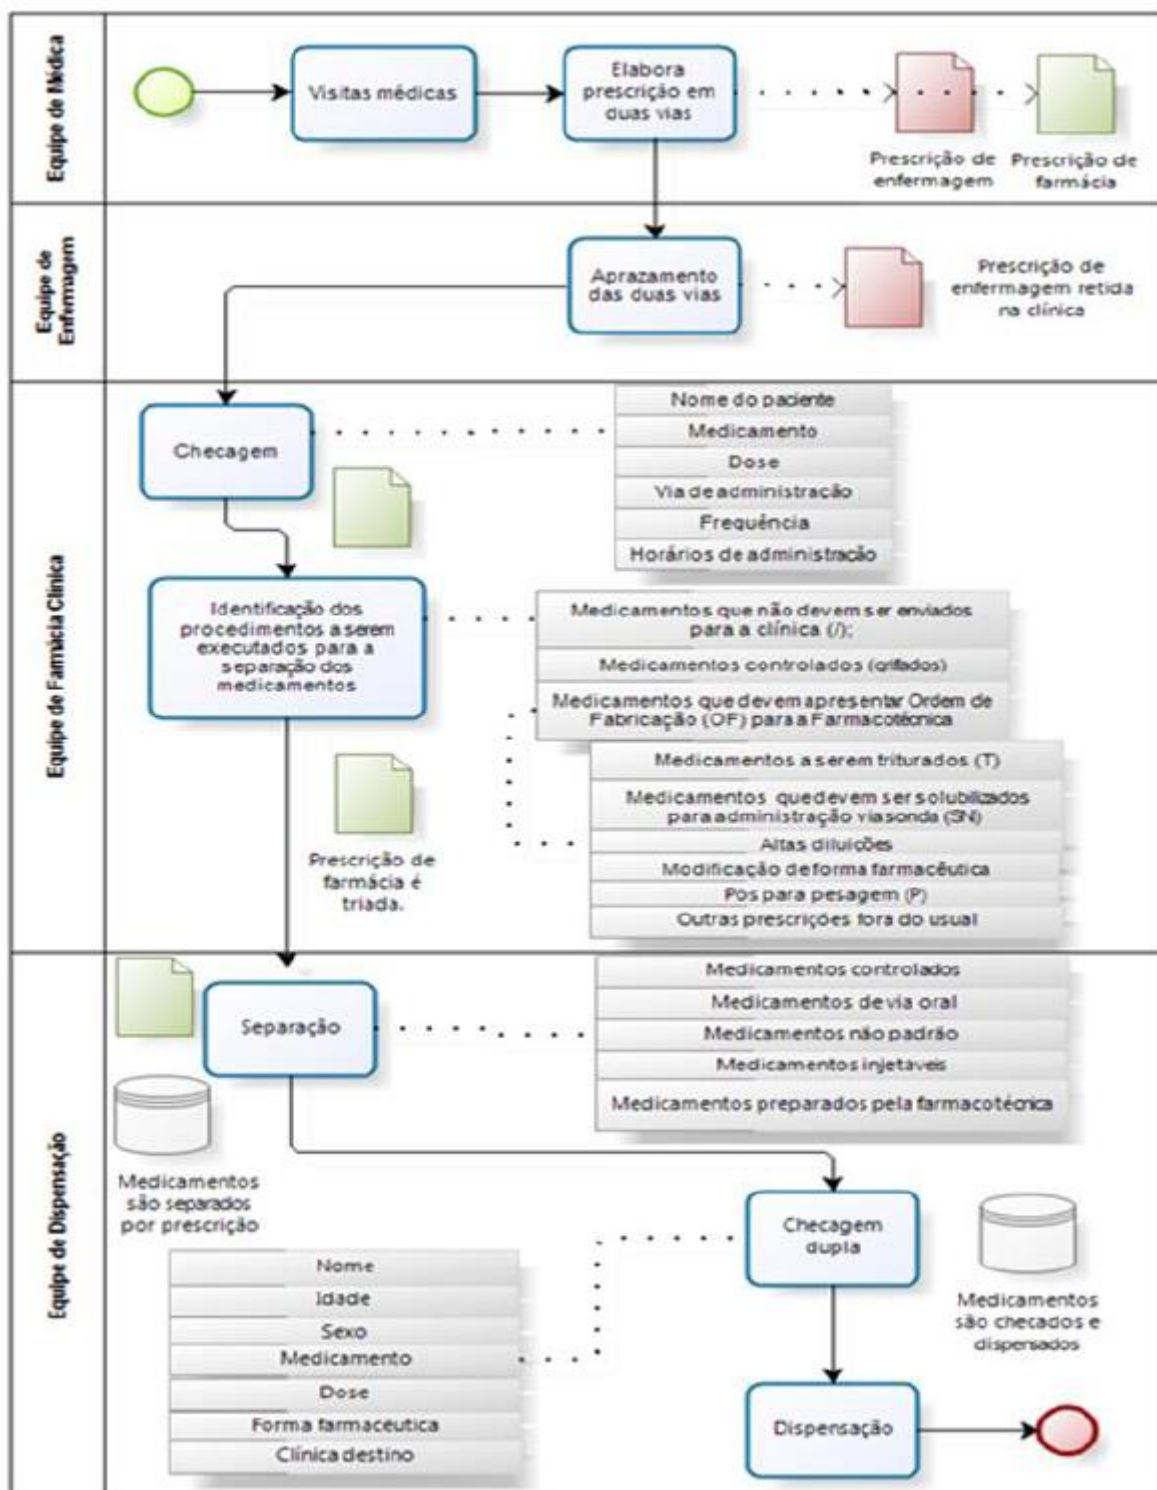 Equipe de Médica
Visitas médicas
Elabora
prescrição em
duas vias
Prescrição de
enfermagem
Prescrição de
farmácia
Equipe de
Enfermagem
Aprazamento
das duas vias
Prescrição de
enfermagem retida
na clínica
Equipe de Farmácia Clínica
Checagem
Nome do paciente
Medicamento
Dose
Via de administração
Frequência
Horários de administração
Identificação dos
procedimentos a serem
executados para a
separação dos
medicamentos
Medicamentos que não devem ser enviados
para a clínica (/);
Medicamentos controlados (grifados)
Medicamentos que devem apresentar Ordem de
Fabricação (OF) para a Farmacotécnica
Medicamentos a serem triturados (T)
Medicamentos que devem ser solubilizados
para administração via sonda (SN)
Altas diluições
Modificação de forma farmacêutica
Pós para pesagem (P)
Outras prescrições fora do usual
Prescrição de
farmácia é
triada.
Equipe de Dispensação
Separação
Medicamentos controlados
Medicamentos de via oral
Medicamentos não padrão
Medicamentos injetáveis
Medicamentos preparados pela farmacotécnica
Medicamentos
são separados
por prescrição
Checagem
dupla
Nome
Idade
Sexo
Medicamento
Dose
Forma farmacêutica
Clínica destino
Medicamentos
são checados e
dispensados
Dispensação